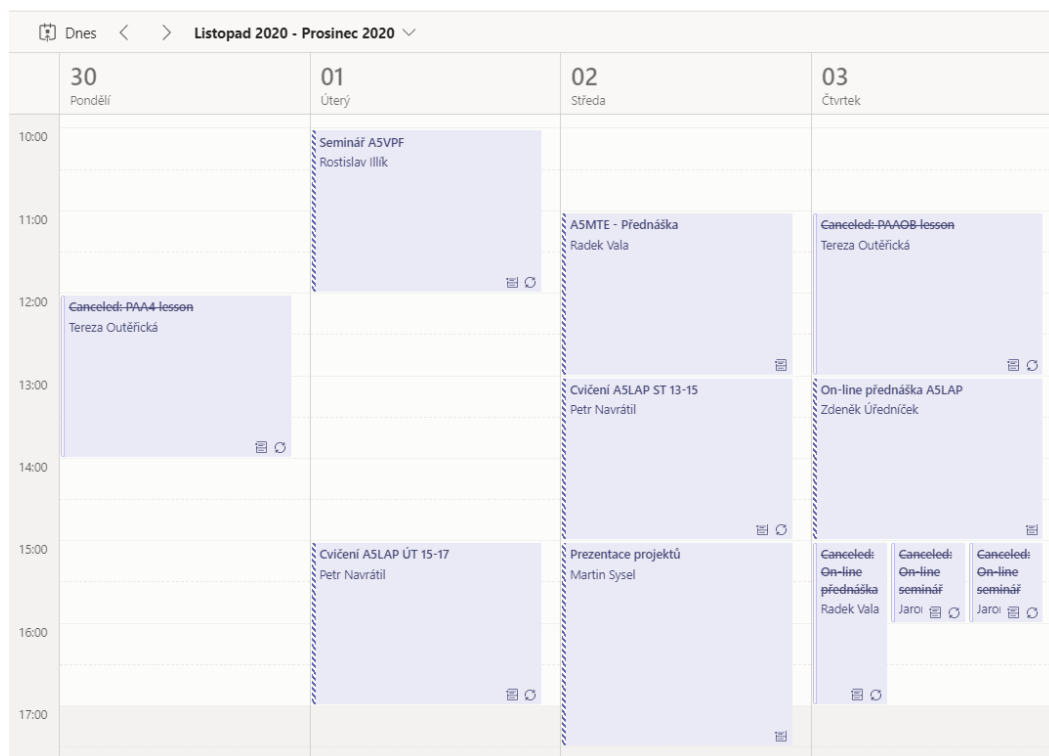 Dnes
Listopad 2020 - Prosinec 2020
30
Pondělí
01
Úterý
02
Středa
03
Čtvrtek
10:00
11:00
12:00
13:00
14:00
15:00
16:00
17:00
Canceled: PAA4 lesson
Tereza Outěřická
Seminář A5VPF
Rostislav Illík
Cvičení A5LAP ÚT 15-17
Petr Navrátil
A5MTE - Přednáška
Radek Vala
Cvičení A5LAP ST 13-15
Petr Navrátil
Prezentace projektů
Martin Sysel
Canceled: PAAOB lesson
Tereza Outěřická
On-line přednáška A5LAP
Zdeněk Úředníček
Canceled:
On-line
přednáška
Radek Vala
Canceled:
On-line
seminář
Jaro
Canceled:
On-line
seminář
Jaro